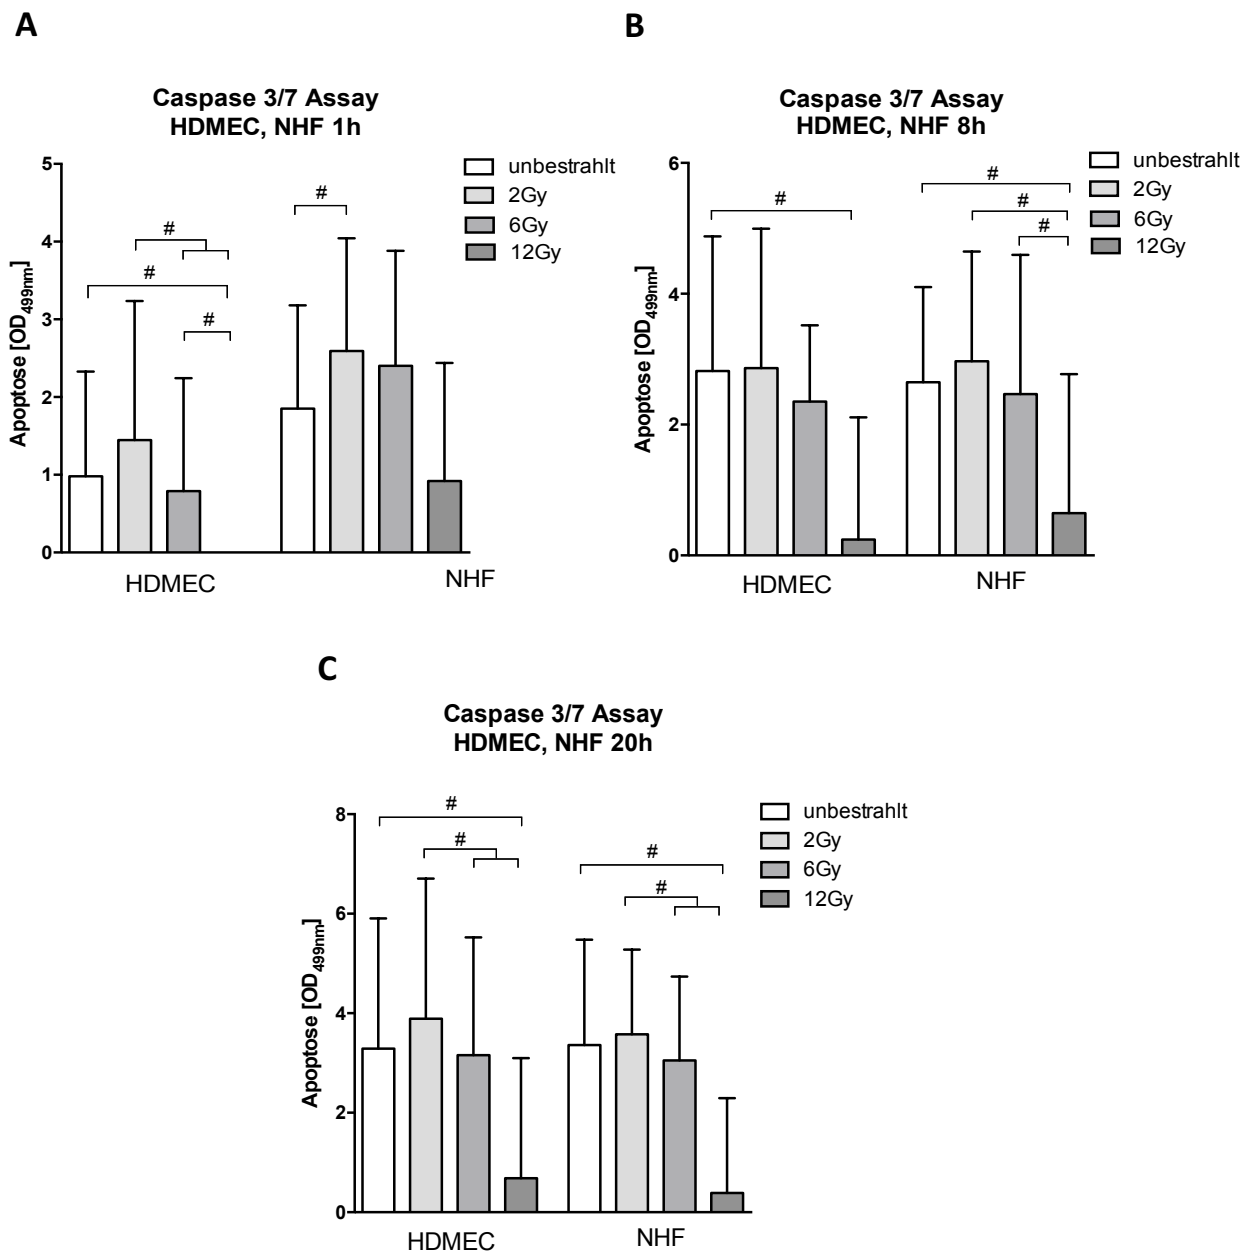 A
Caspase 3/7 Assay
HDMEC, NHF 1h
unbestrahlt
2Gy
6Gy
12Gy
#
#
#
#
5
4
3
2
1
0
Apoptose [OD499nm]
HDMEC
NHF
B
Caspase 3/7 Assay
HDMEC, NHF 8h
unbestrahlt
2Gy
6Gy
12Gy
#
#
#
#
6
4
2
0
Apoptose [OD499nm]
HDMEC
NHF
C
Caspase 3/7 Assay
HDMEC, NHF 20h
unbestrahlt
2Gy
6Gy
12Gy
#
#
#
#
8
6
4
2
0
Apoptose [OD499nm]
HDMEC
NHF